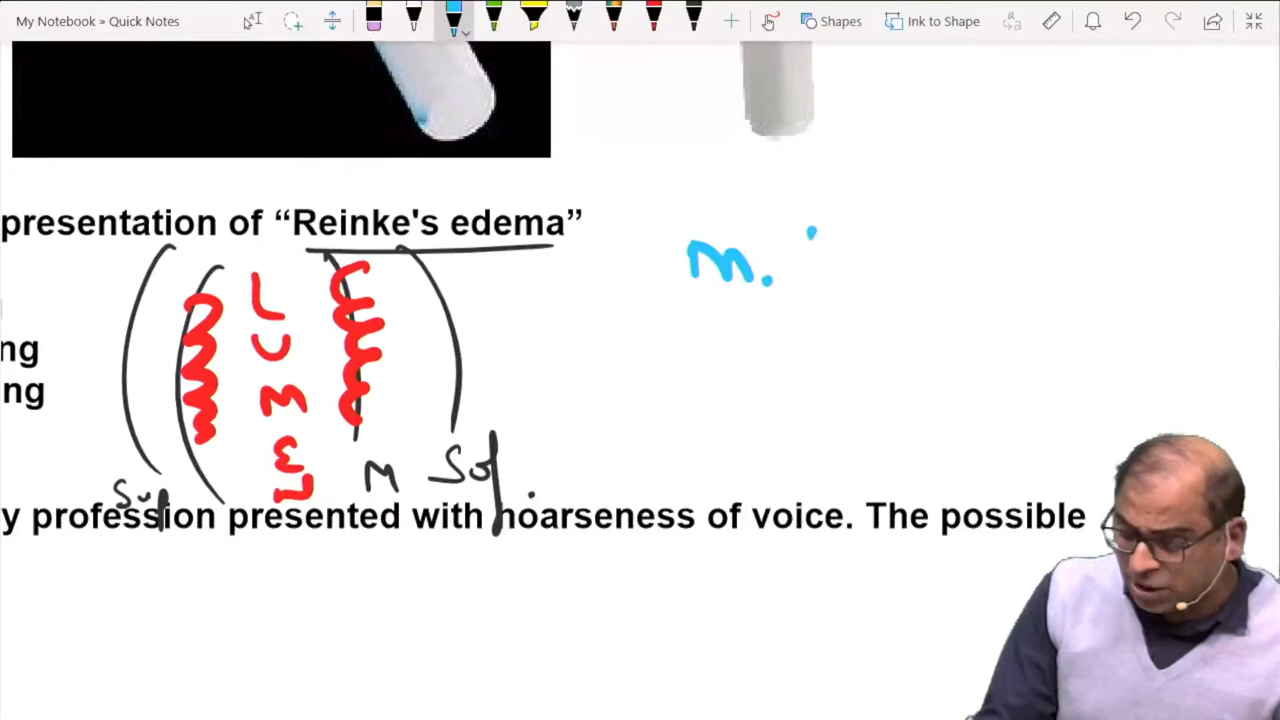 My Notebook » Quick Notes
Shapes
Ink to Shape
presentation of “Reinke's edema”
m.
L
U
M
E
N
ng
ng
M
Sup
y profession presented with hoarseness of voice. The possible